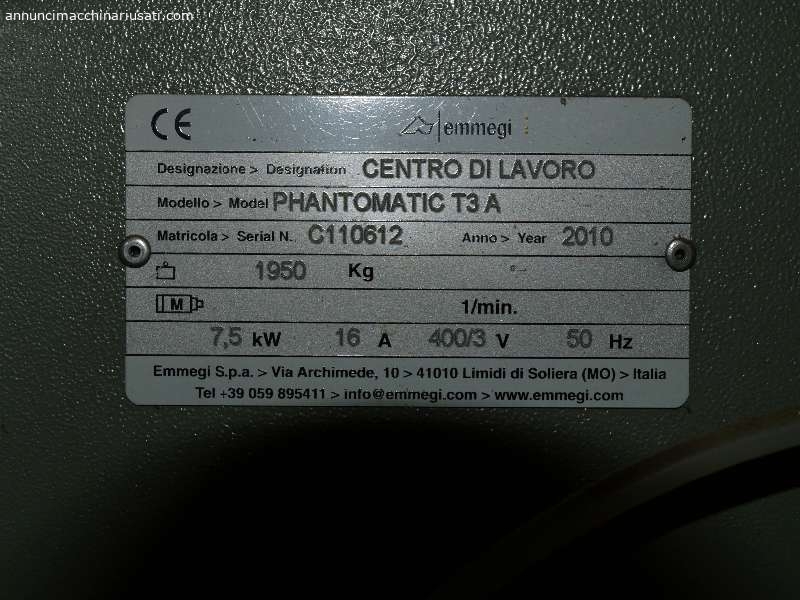 annuncimacchinariusati.com
CE
emmegi
Designazione > Designation CENTRO DI LAVORO
Modello > Model PHANTOMATIC T3 A
Matricola > Serial N. C110612 Anno > Year 2010
1950 Kg
M 1/min.
7,5 kW 16 A 400/3 V 50 Hz
Emmegi S.p.a. > Via Archimede, 10 > 41010 Limidi di Soliera (MO) > Italia
Tel +39 059 895411 > info@emmegi.com > www.emmegi.com